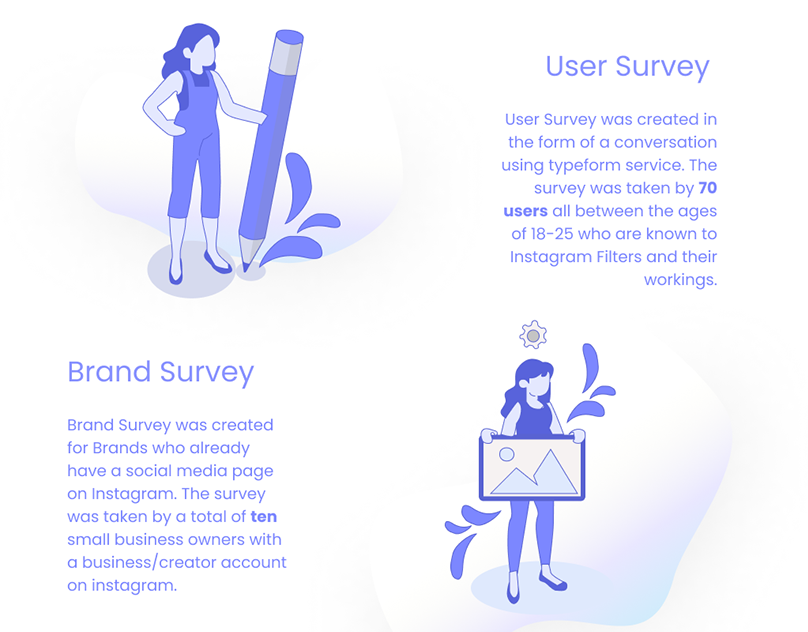 User Survey
User Survey was created in
the form of a conversation
using typeform service. The
survey was taken by 70
users all between the ages
of 18-25 who are known to
Instagram Filters and their
workings.
Brand Survey
Brand Survey was created
for Brands who already
have a social media page
on Instagram. The survey
was taken by a total of ten
small business owners with
a business/creator account
on instagram.